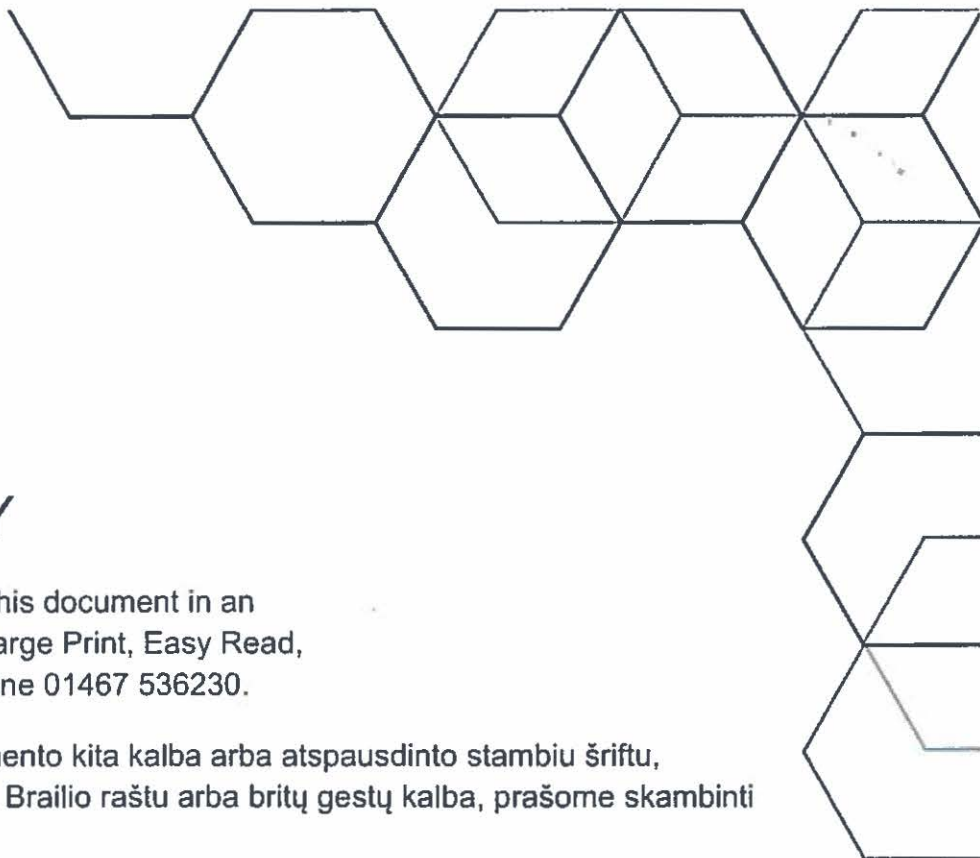 Y
his document in an
arge Print, Easy Read,
ne 01467 536230.
nento kita kalba arba atspausdinto stambiu šriftu,
Brailio raštu arba britų gestų kalba, prašome skambinti